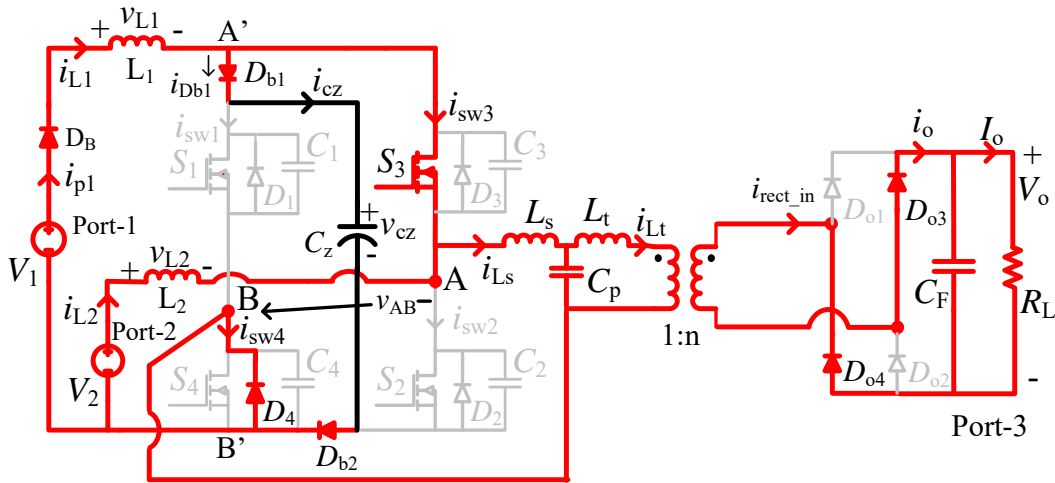 + vL1 -
A’
iL1
L1
iDb1
Db1
icz
isw3
DB
isw1
C1
S1
D1
S3
C3
D3
ip1
Port-1
V1
Cz
+
vcz
-
Ls
Lt
iLt
iLs
A
Cp
1:n
irect_in
Do1
Do3
io
Io
+
Vo
CF
RL
-
vL2
+ -
L2
iL2
Port-2
V2
B
vAB
isw4
isw2
S4
C4
D4
S2
C2
D2
B’
Db2
Do4
Do2
Port-3